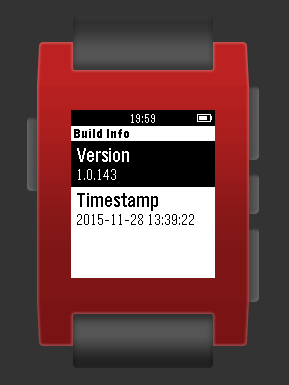 19:59
Build Info
Version
1.0.143
Timestamp
2015-11-28 13:39:22